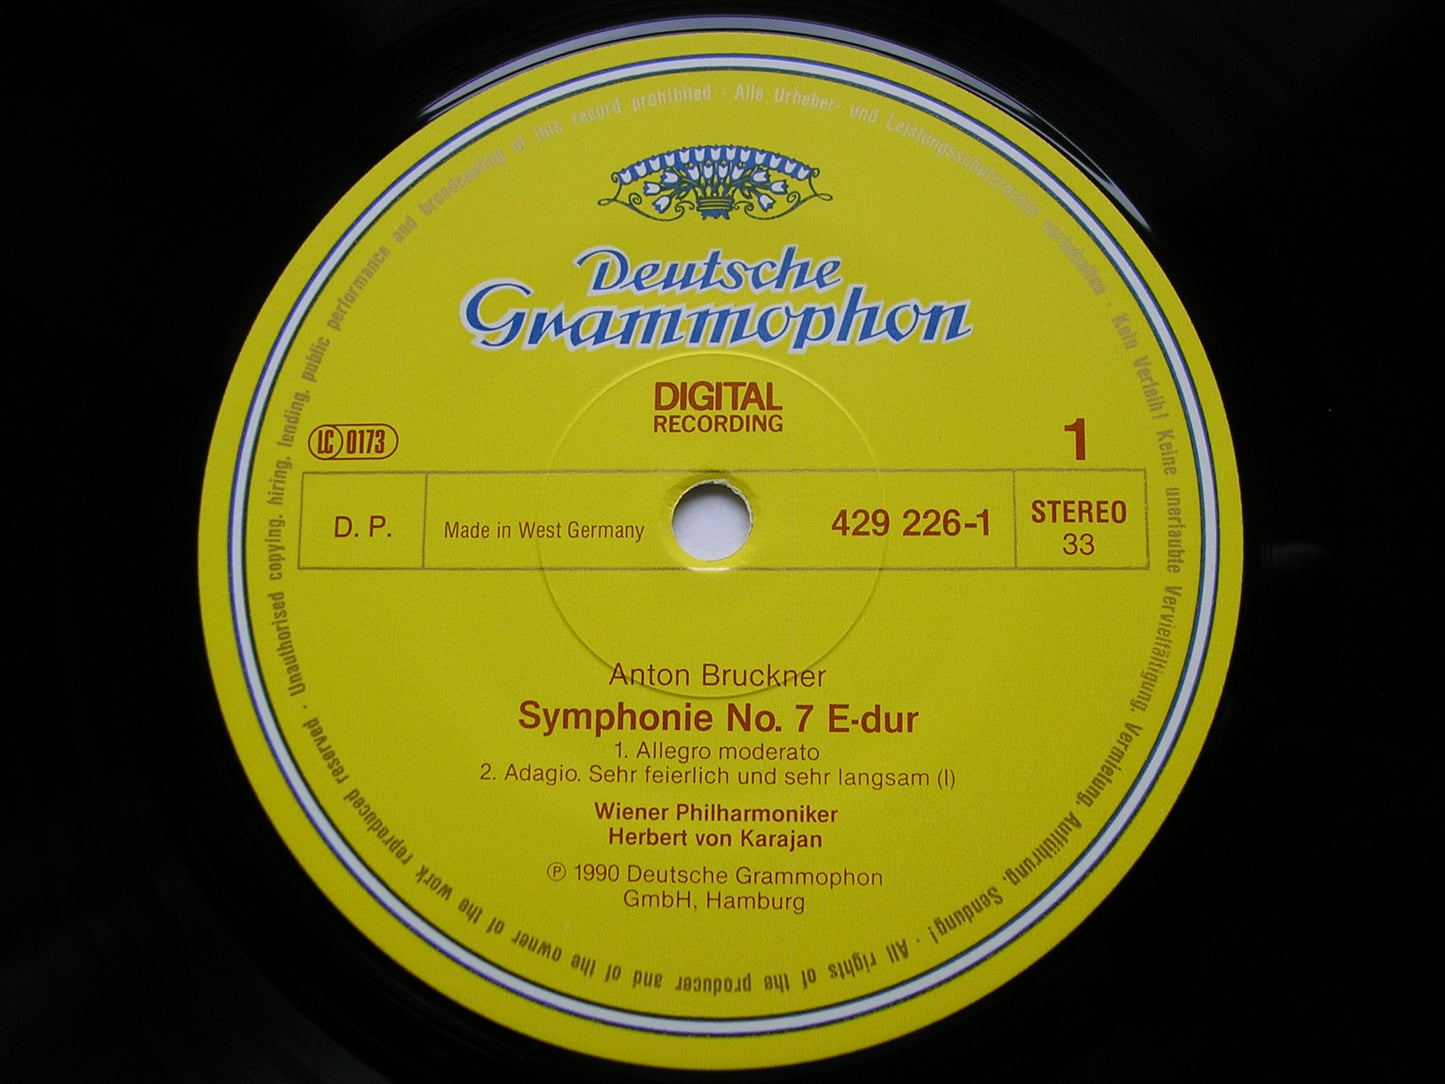 Deutsche
Grammophon
DIGITAL
RECORDING
LC 0173
1
D. P.
Made in West Germany
429 226-1
STEREO
33
Anton Bruckner
Symphonie No. 7 E-dur
1. Allegro moderato
2. Adagio. Sehr feierlich und sehr langsam (I)
Wiener Philharmoniker
Herbert von Karajan
℗ 1990 Deutsche Grammophon
GmbH, Hamburg
Alle Urheber- und Leistungsschutzrechte vorbehalten · Kein Verleih! Keine unerlaubte Vervielfältigung, Vermietung, Aufführung, Sendung! · All rights of the producer and of the owner of the work reproduced reserved · Unauthorised copying, hiring, lending, public performance and broadcasting of this record prohibited ·